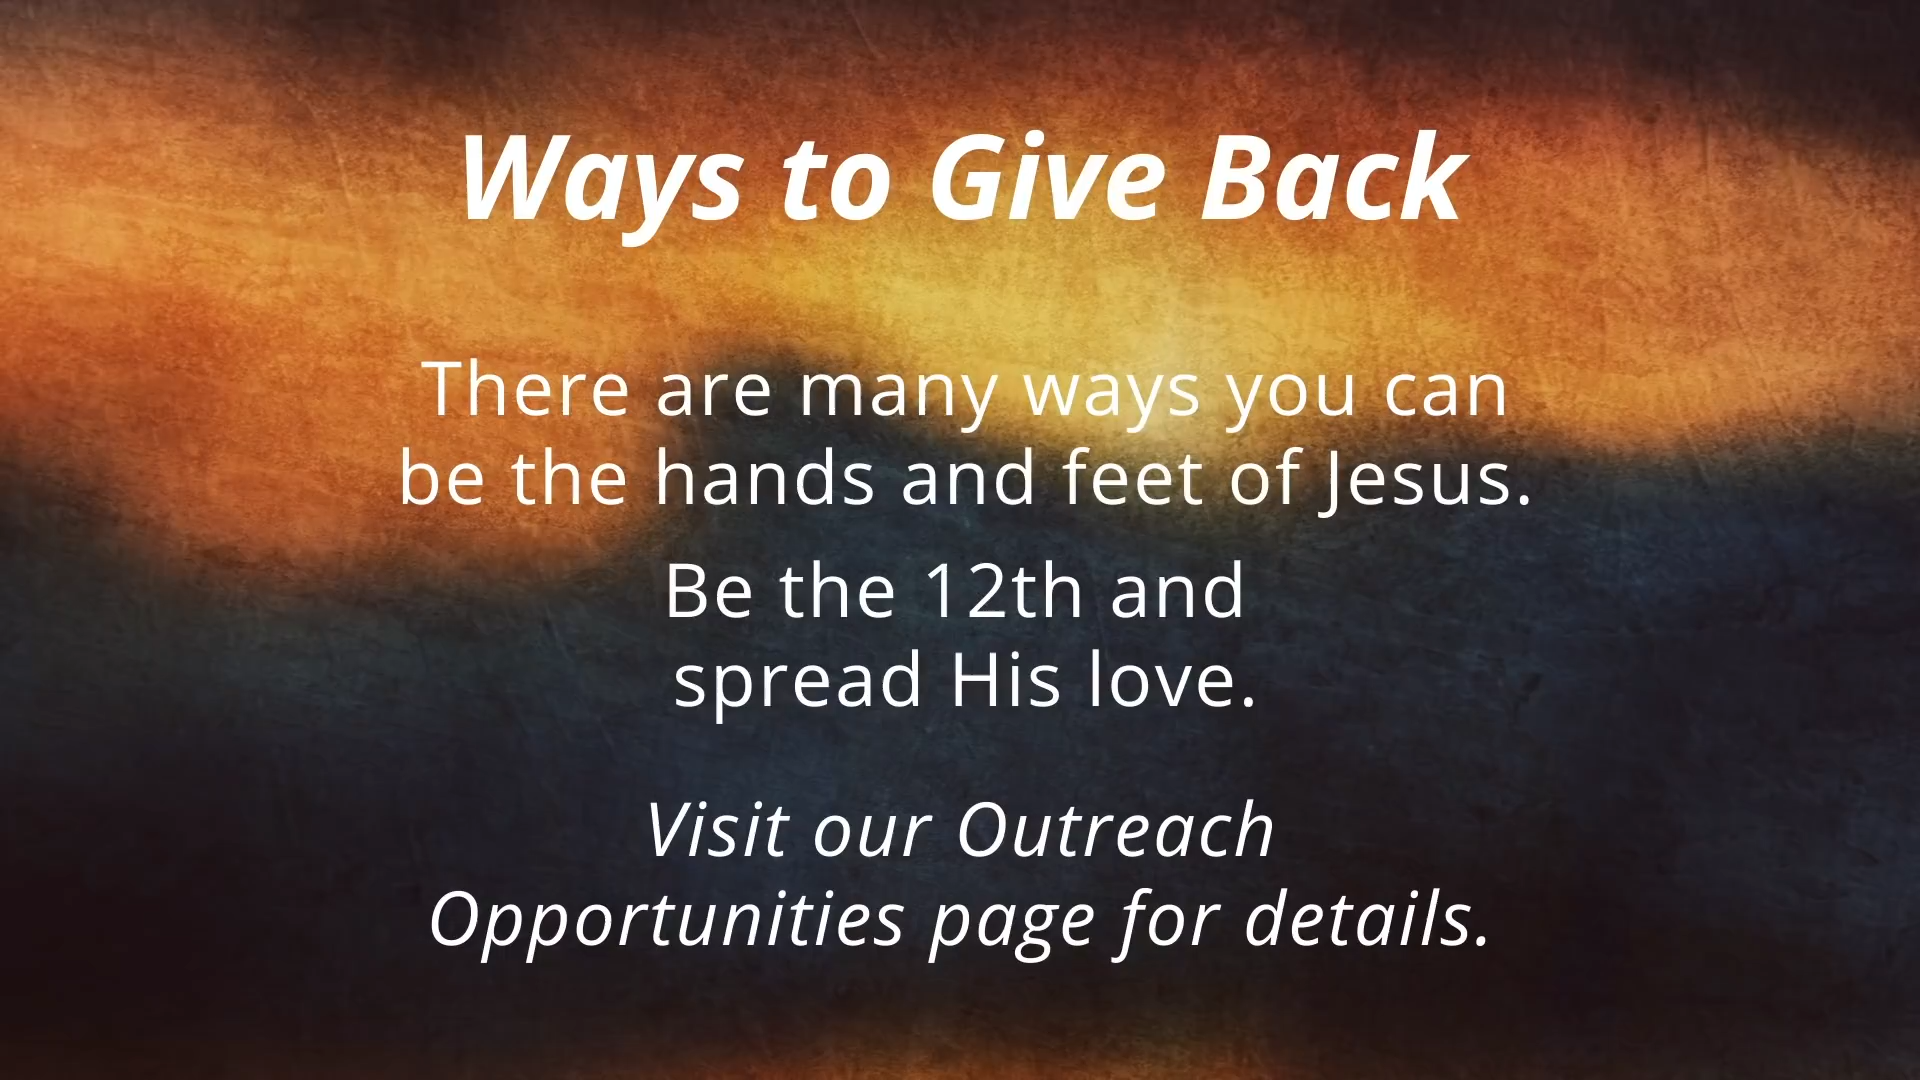 Ways to Give Back
There are many ways you can
be the hands and feet of Jesus.
Be the 12th and
spread His love.
Visit our Outreach
Opportunities page for details.